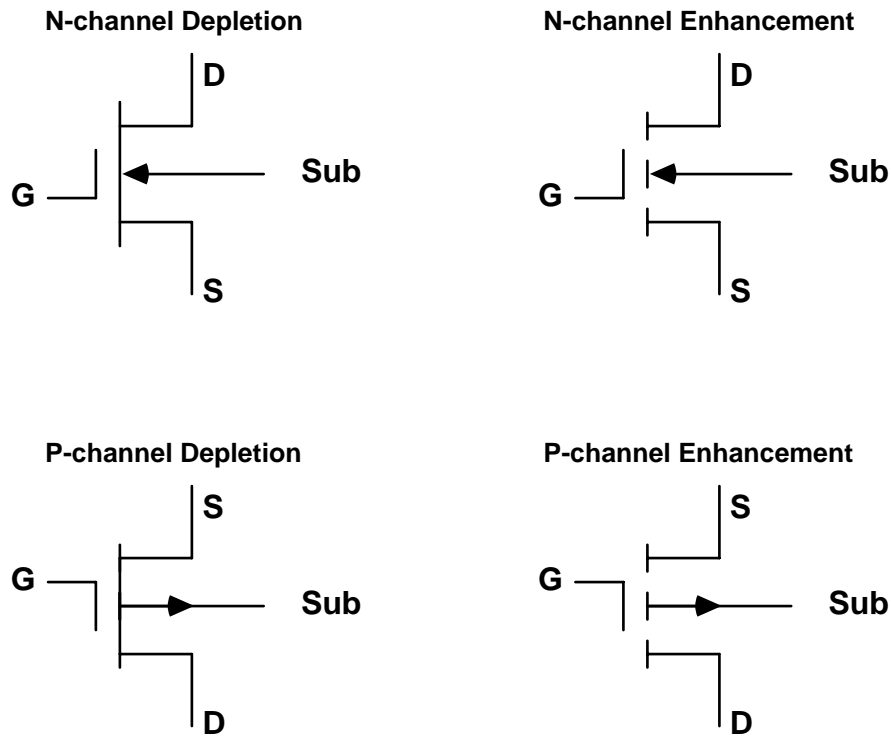 N-channel Depletion
D
G
Sub
S
N-channel Enhancement
D
G
Sub
S
P-channel Depletion
S
G
Sub
D
P-channel Enhancement
S
G
Sub
D